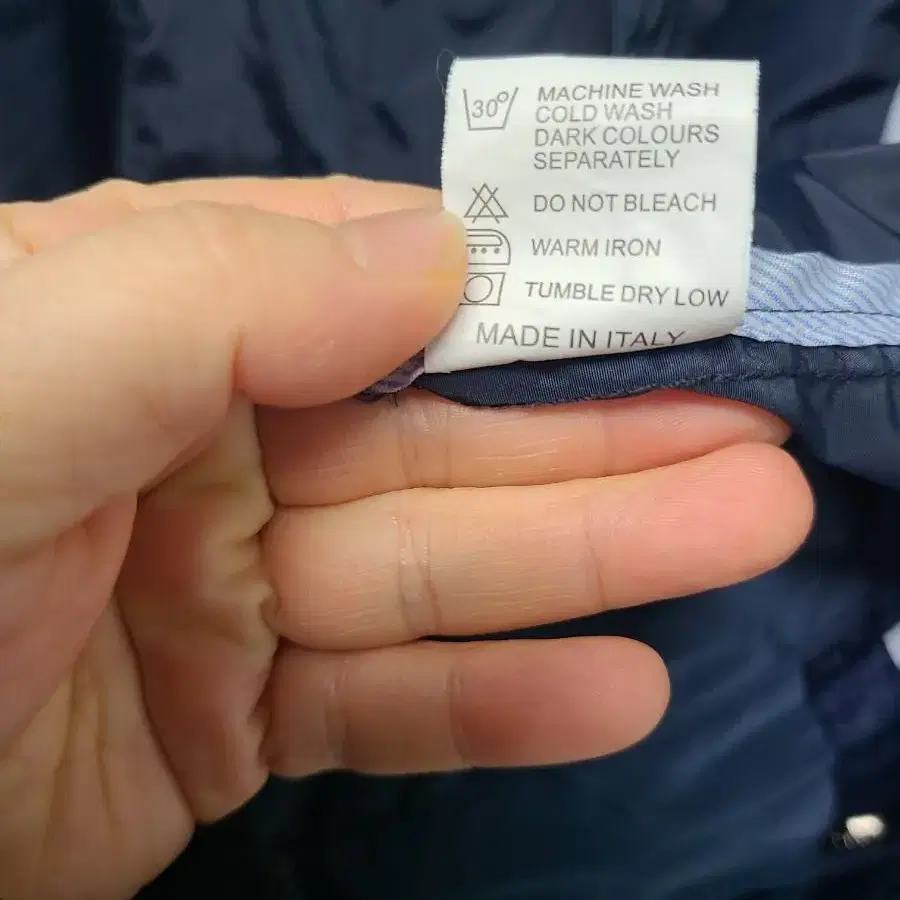 30° MACHINE WASH
COLD WASH
DARK COLOURS
SEPARATELY
DO NOT BLEACH
WARM IRON
TUMBLE DRY LOW
MADE IN ITALY